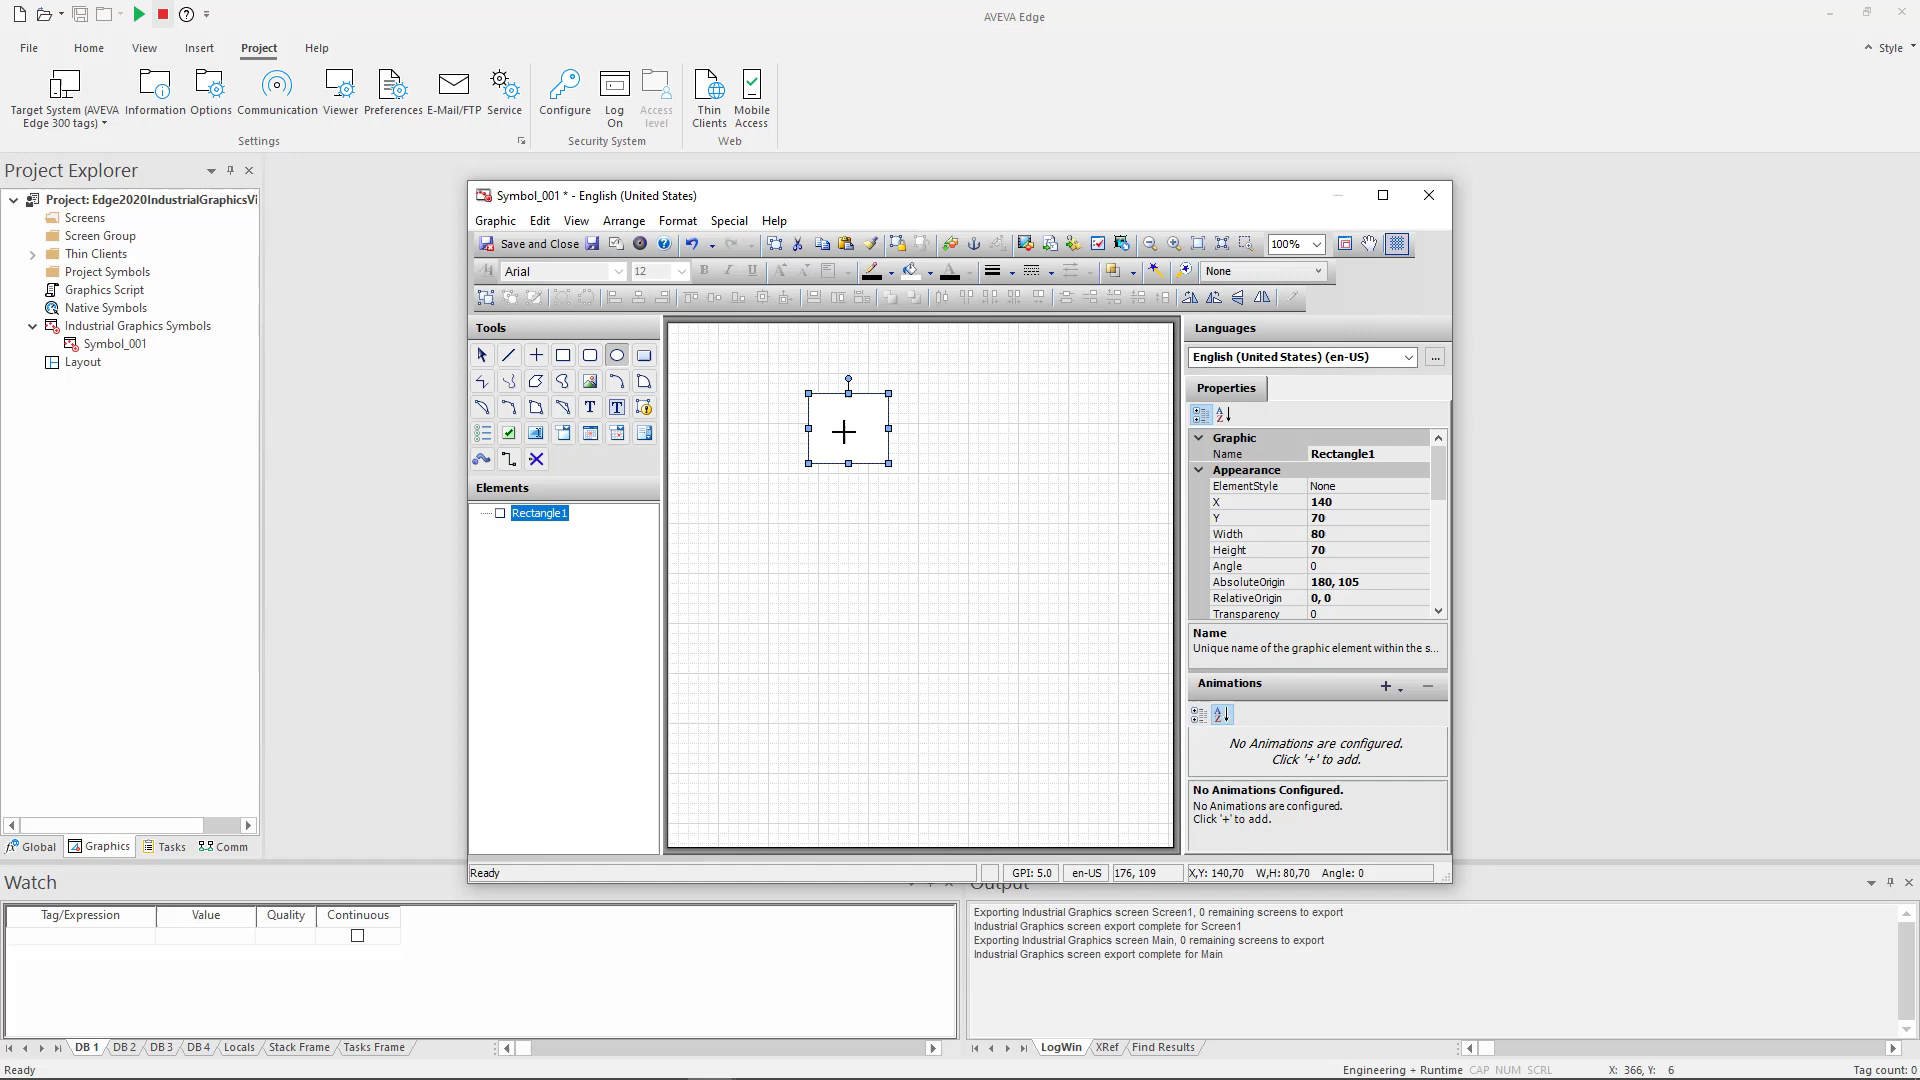 AVEVA Edge
File Home View Insert Project Help
Style
Target System (AVEVA Edge 300 tags)
Information
Options
Communication
Viewer
Preferences
E-Mail/FTP
Service
Configure
Log On
Access level
Thin Clients
Mobile Access
Settings
Security System
Web
Project Explorer
Project: Edge2020IndustrialGraphicsVi
Screens
Screen Group
Thin Clients
Project Symbols
Graphics Script
Native Symbols
Industrial Graphics Symbols
Symbol_001
Layout
Global Graphics Tasks Comm
Symbol_001 * - English (United States)
Graphic Edit View Arrange Format Special Help
Save and Close
100%
Arial 12
None
Tools
Elements
Rectangle1
Languages
English (United States) (en-US)
...
Properties
Graphic
Name Rectangle1
Appearance
ElementStyle None
X 140
Y 70
Width 80
Height 70
Angle 0
AbsoluteOrigin 180, 105
RelativeOrigin 0, 0
Transparency 0
Name
Unique name of the graphic element within the s...
Animations
No Animations are configured.
Click '+' to add.
No Animations Configured.
No Animations are configured.
Click '+' to add.
Ready
GPI: 5.0 en-US 176, 109 X,Y: 140,70 W,H: 80,70 Angle: 0
Watch
Tag/Expression Value Quality Continuous
DB 1 DB 2 DB 3 DB 4 Locals Stack Frame Tasks Frame
Output
Exporting Industrial Graphics screen Screen1, 0 remaining screens to export
Industrial Graphics screen export complete for Screen1
Exporting Industrial Graphics screen Main, 0 remaining screens to export
Industrial Graphics screen export complete for Main
LogWin XRef Find Results
Ready
Engineering + Runtime CAP NUM SCRL X: 366, Y: 6 Tag count: 0